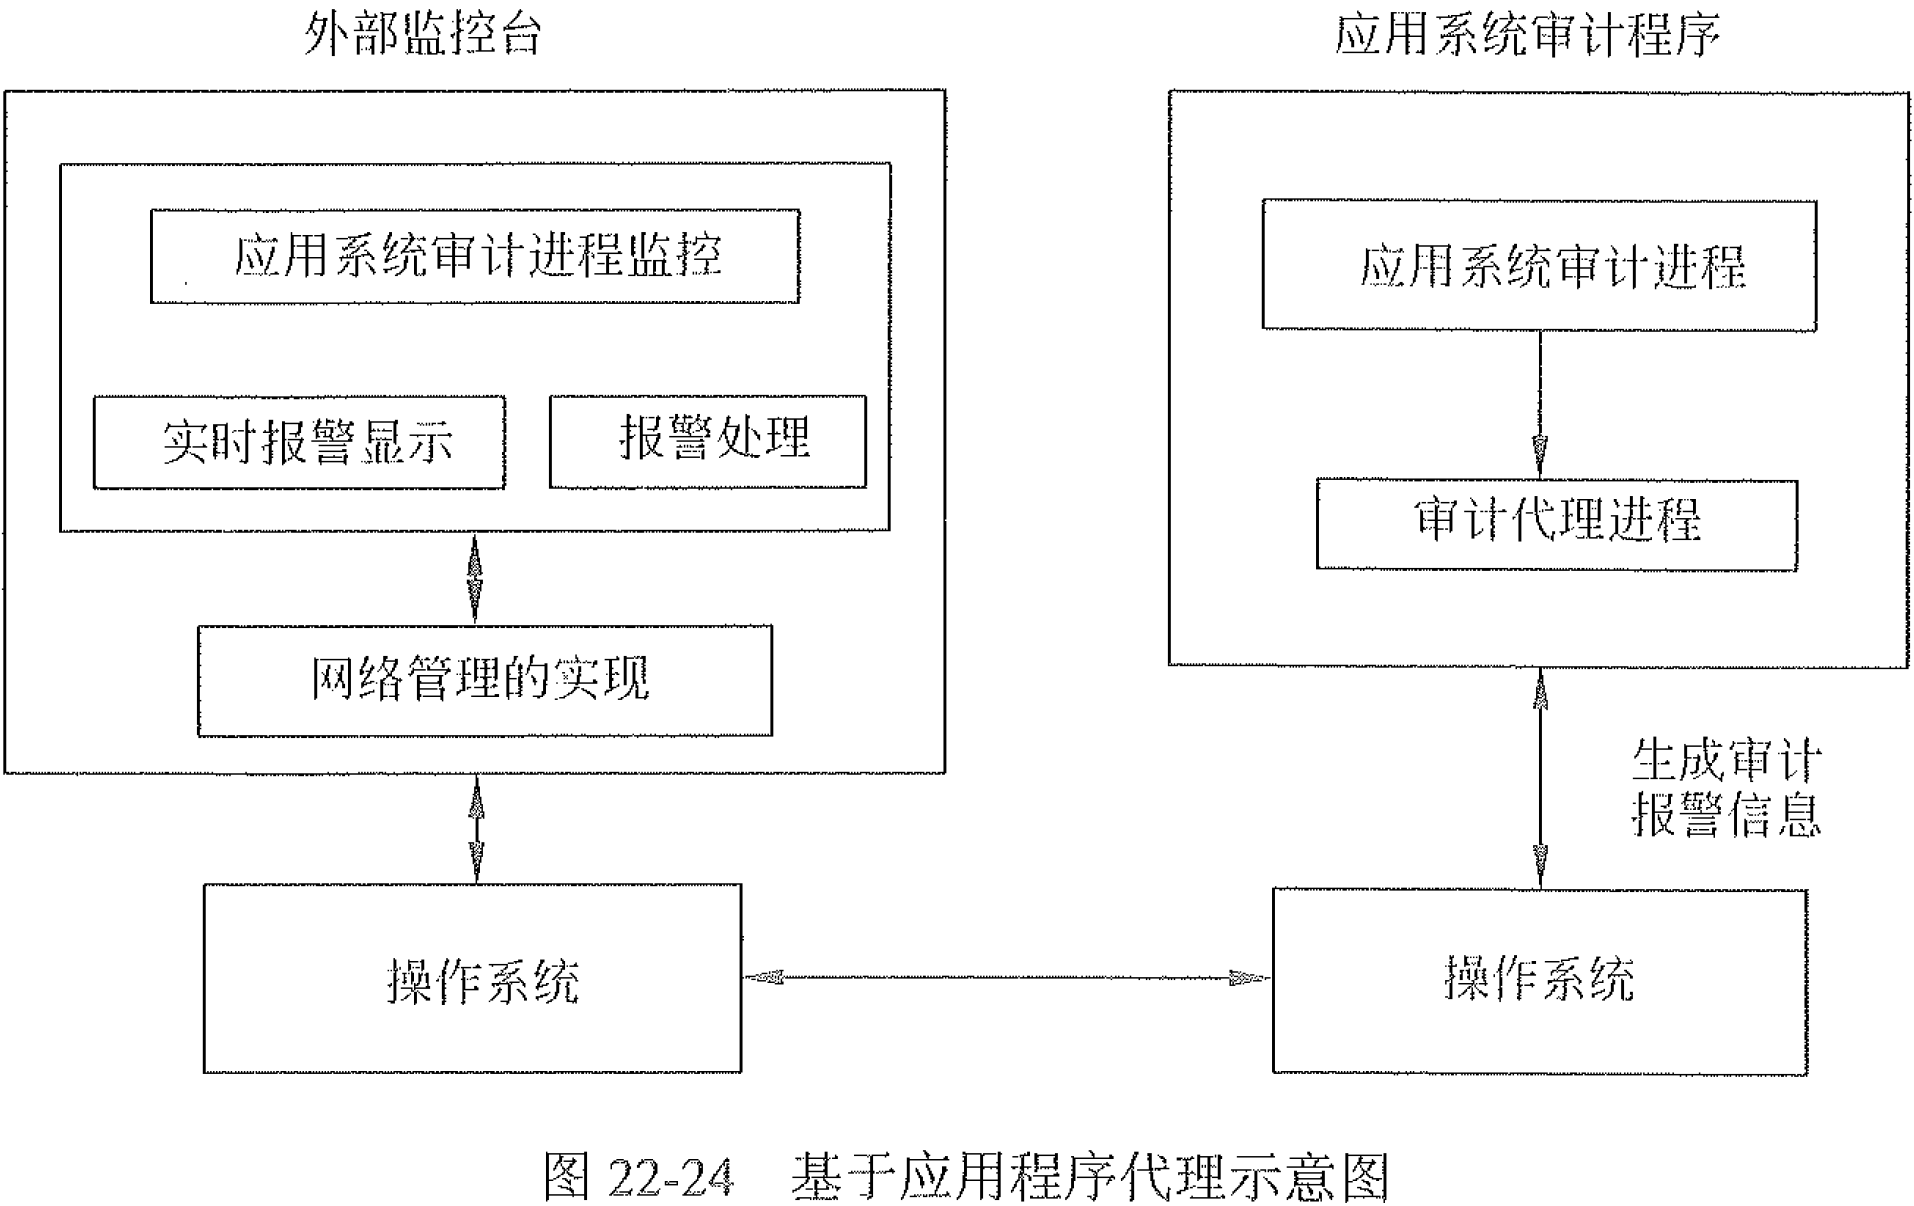 外部监控台
应用系统审计程序
应用系统审计进程监控
实时报警显示
报警处理
网络管理的实现
操作系统
应用系统审计进程
审计代理进程
生成审计
报警信息
操作系统
图 22-24 基于应用程序代理示意图